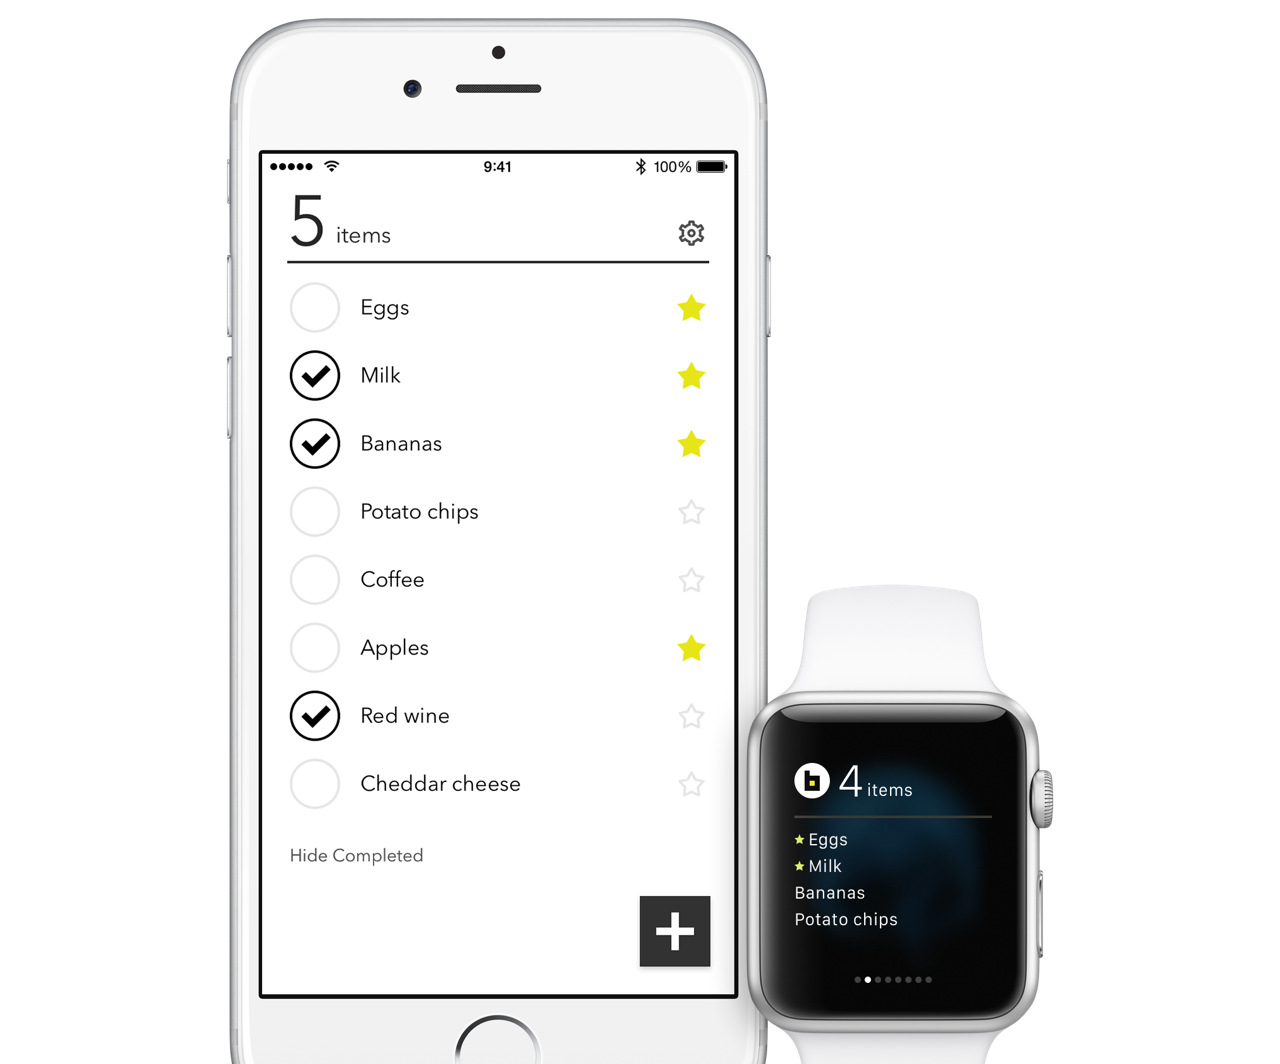 9:41 100%
5 items
Eggs
Milk
Bananas
Potato chips
Coffee
Apples
Red wine
Cheddar cheese
Hide Completed
b 4 items
Eggs
Milk
Bananas
Potato chips